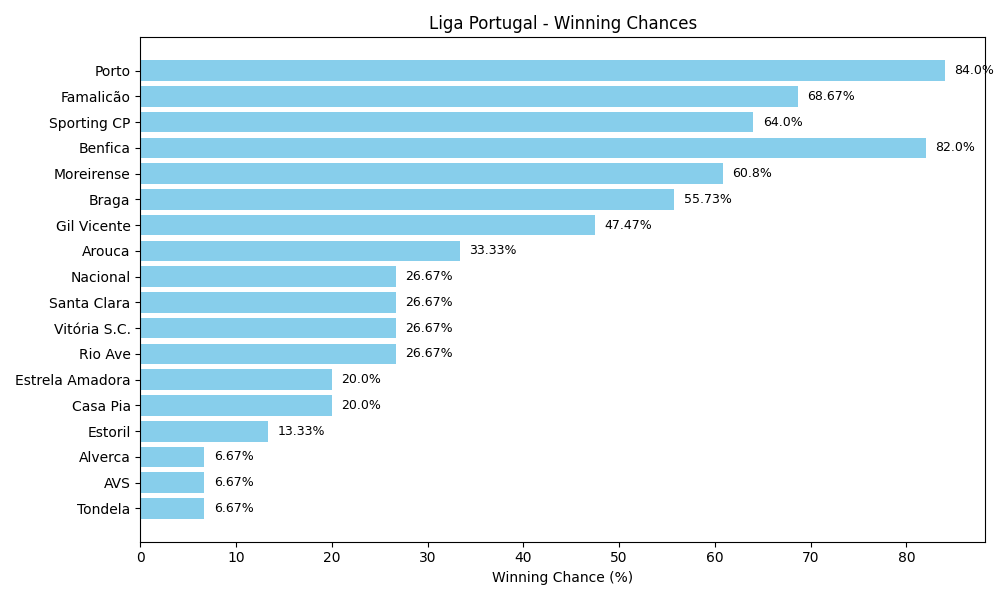 Liga Portugal - Winning Chances
Porto 84.0%
Famalicão 68.67%
Sporting CP 64.0%
Benfica 82.0%
Moreirense 60.8%
Braga 55.73%
Gil Vicente 47.47%
Arouca 33.33%
Nacional 26.67%
Santa Clara 26.67%
Vitória S.C. 26.67%
Rio Ave 26.67%
Estrela Amadora 20.0%
Casa Pia 20.0%
Estoril 13.33%
Alverca 6.67%
AVS 6.67%
Tondela 6.67%
0 10 20 30 40 50 60 70 80
Winning Chance (%)